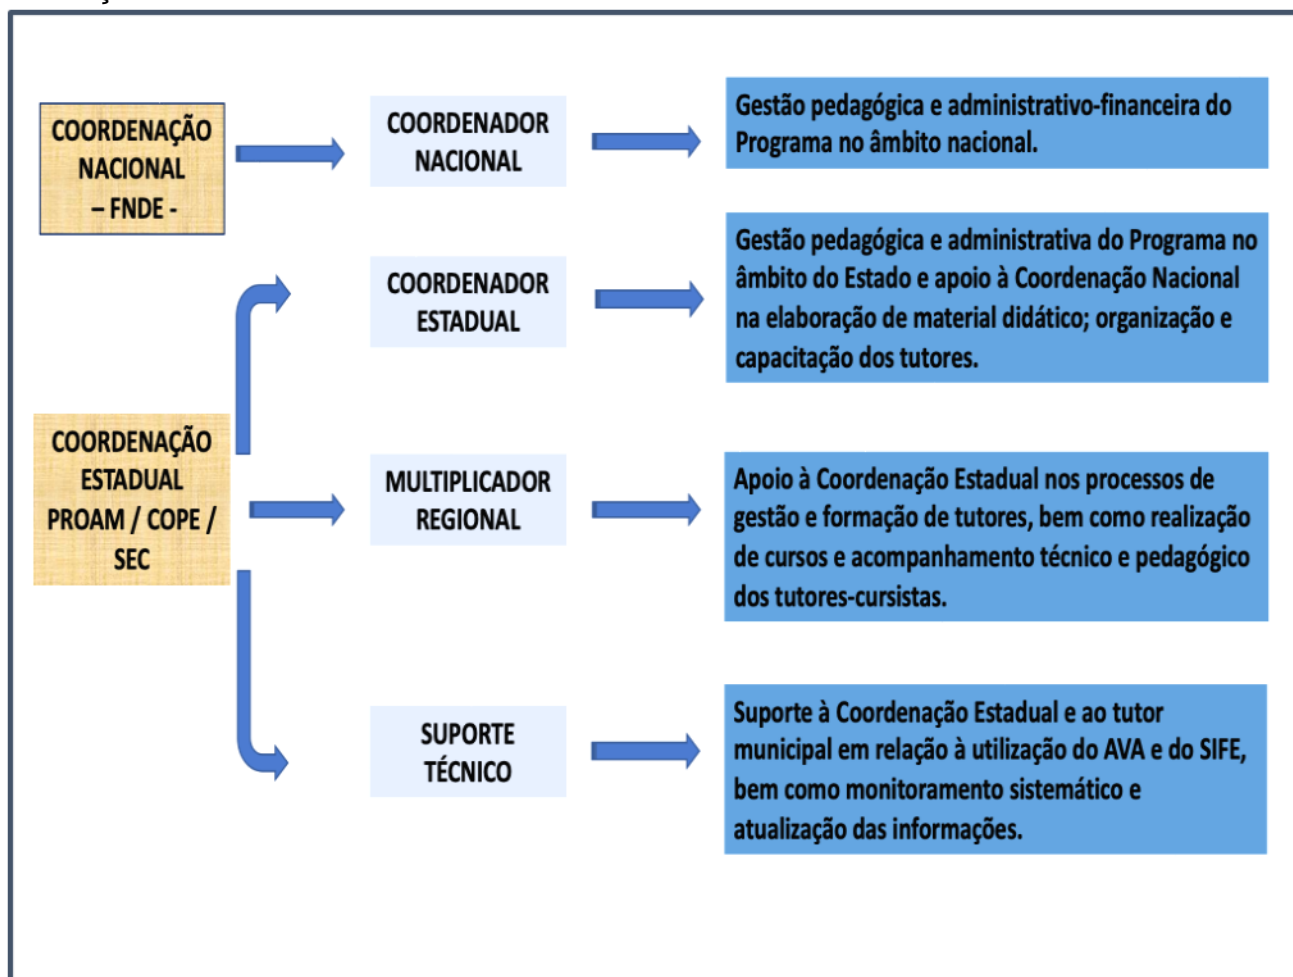 COORDENAÇÃO
NACIONAL
– FNDE -
COORDENADOR
NACIONAL
Gestão pedagógica e administrativo-financeira do
Programa no âmbito nacional.
COORDENAÇÃO
ESTADUAL
PROAM / COPE /
SEC
COORDENADOR
ESTADUAL
Gestão pedagógica e administrativa do Programa no
âmbito do Estado e apoio à Coordenação Nacional
na elaboração de material didático; organização e
capacitação dos tutores.
MULTIPLICADOR
REGIONAL
Apoio à Coordenação Estadual nos processos de
gestão e formação de tutores, bem como realização
de cursos e acompanhamento técnico e pedagógico
dos tutores-cursistas.
SUPORTE
TÉCNICO
Suporte à Coordenação Estadual e ao tutor
municipal em relação à utilização do AVA e do SIFE,
bem como monitoramento sistemático e
atualização das informações.